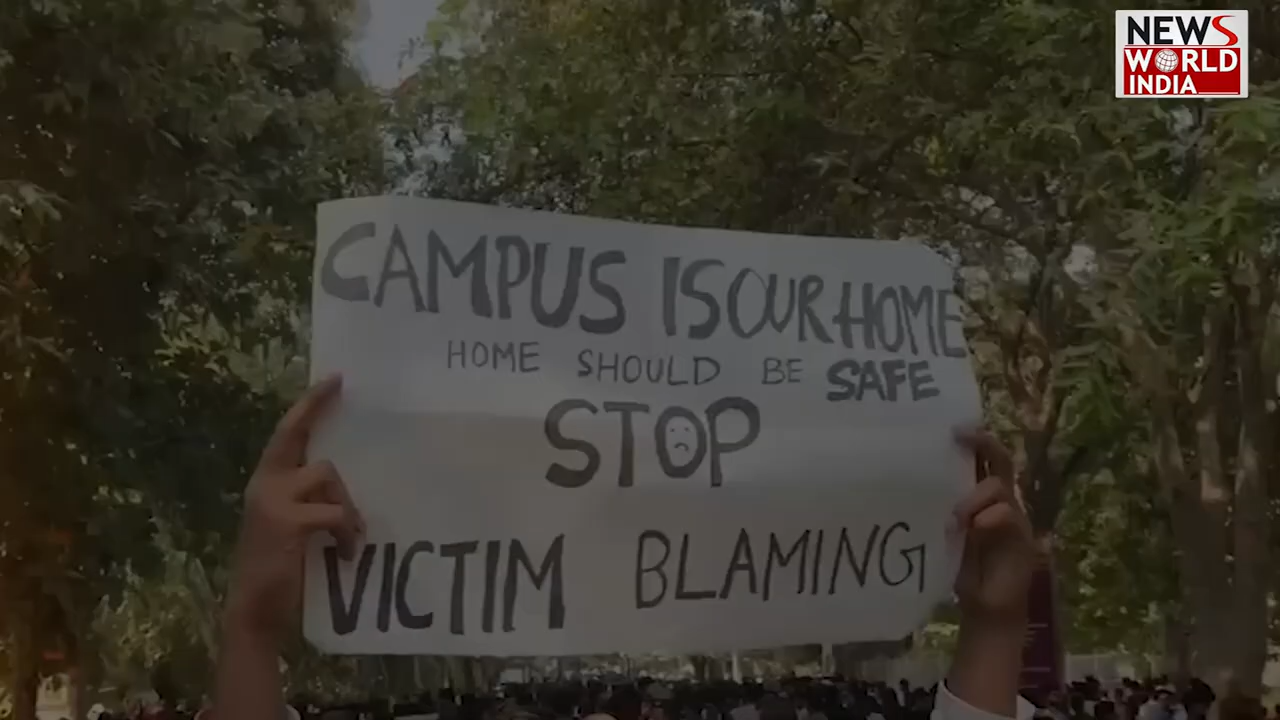 NEWS
WORLD
INDIA
CAMPUS IS OUR HOME
HOME SHOULD BE SAFE
STOP
VICTIM BLAMING